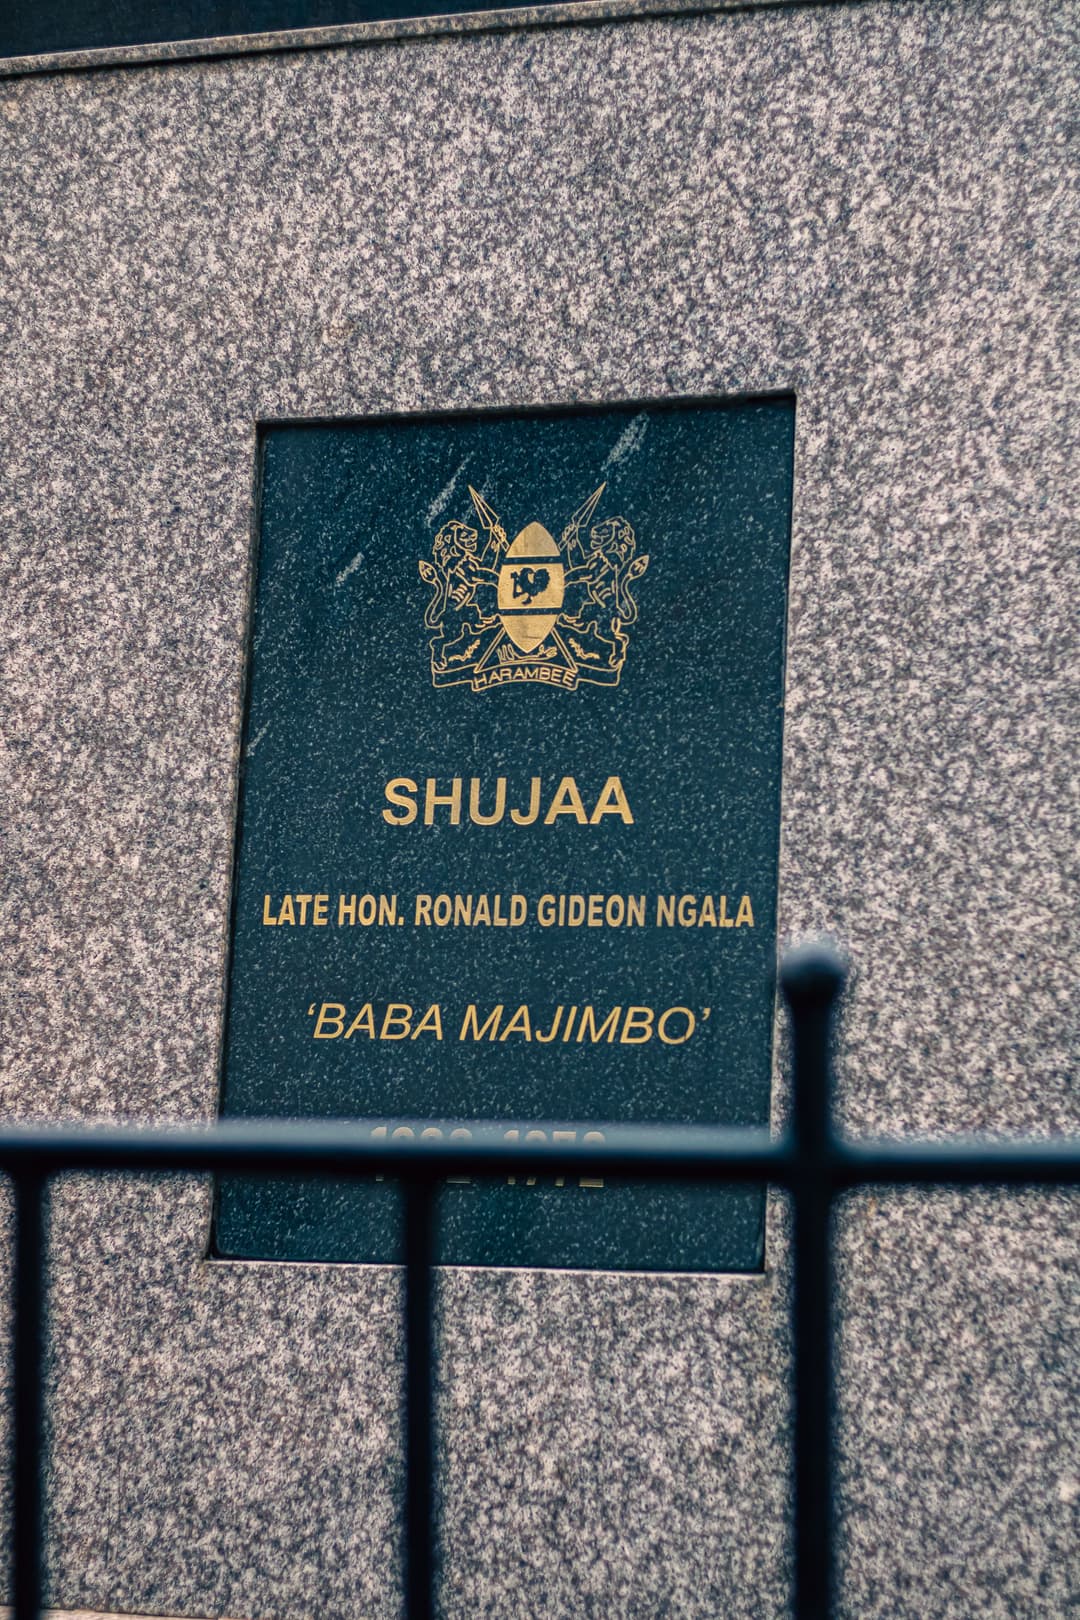 HARAMBEE
SHUJAA
LATE HON. RONALD GIDEON NGALA
‘BABA MAJIMBO’